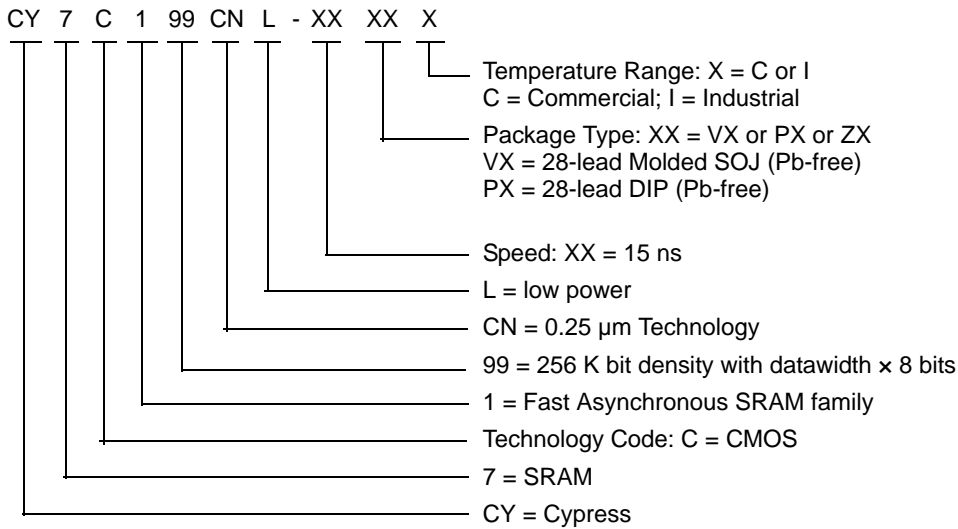 CY 7 C 1 99 CN L - XX XX X
Temperature Range: X = C or I
C = Commercial; I = Industrial
Package Type: XX = VX or PX or ZX
VX = 28-lead Molded SOJ (Pb-free)
PX = 28-lead DIP (Pb-free)
Speed: XX = 15 ns
L = low power
CN = 0.25 µm Technology
99 = 256 K bit density with datawidth × 8 bits
1 = Fast Asynchronous SRAM family
Technology Code: C = CMOS
7 = SRAM
CY = Cypress